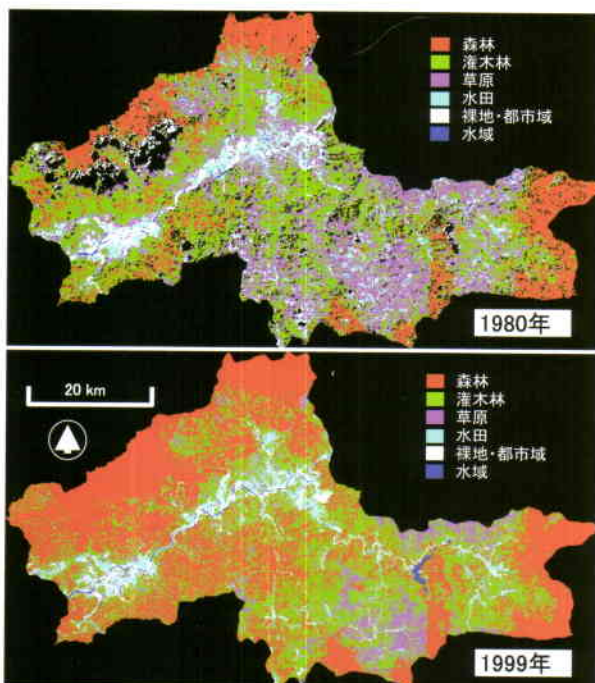 森林
潅木林
草原
水田
裸地・都市域
水域
1980年
20 km
森林
潅木林
草原
水田
裸地・都市域
水域
1999年